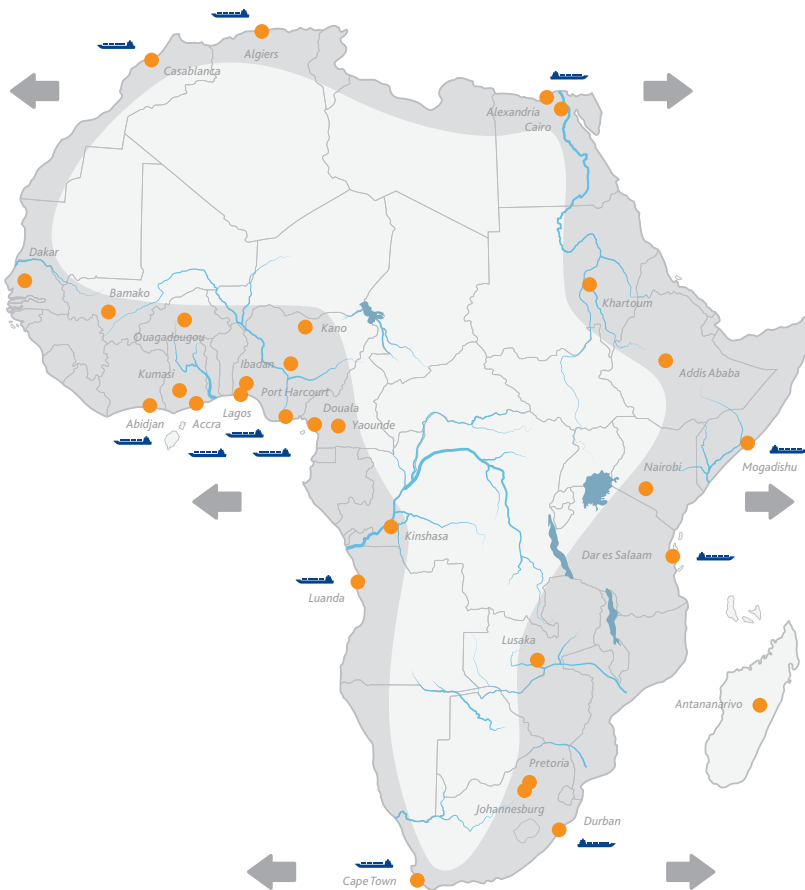 Algiers
Casablanca
Alexandria
Cairo
Dakar
Khartoum
Bamako
Kano
Ouagadougou
Ibadan
Addis Ababa
Kumasi
Port Harcourt
Douala
Lagos
Abidjan
Accra
Yaounde
Nairobi
Mogadishu
Kinshasa
Dar es Salaam
Luanda
Lusaka
Antananarivo
Pretoria
Johannesburg
Durban
Cape Town